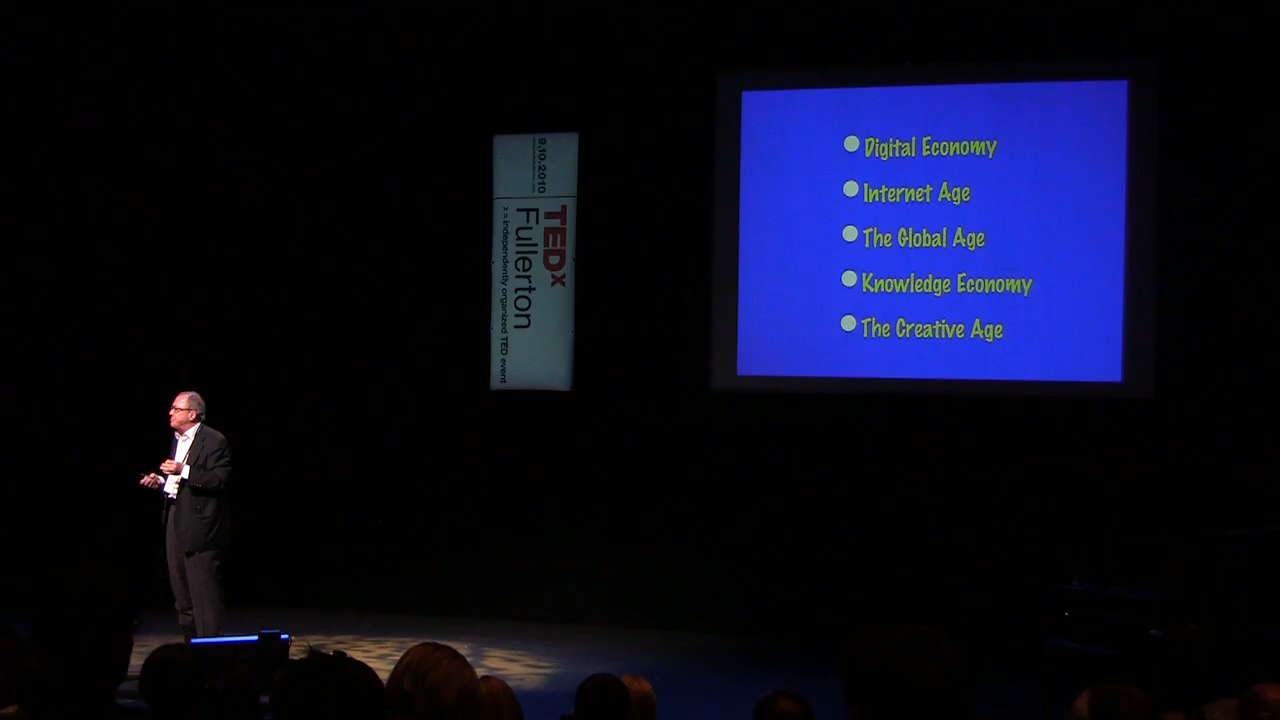 9.10.2010
TEDx
Fullerton
x = independently organized TED event
Digital Economy
Internet Age
The Global Age
Knowledge Economy
The Creative Age